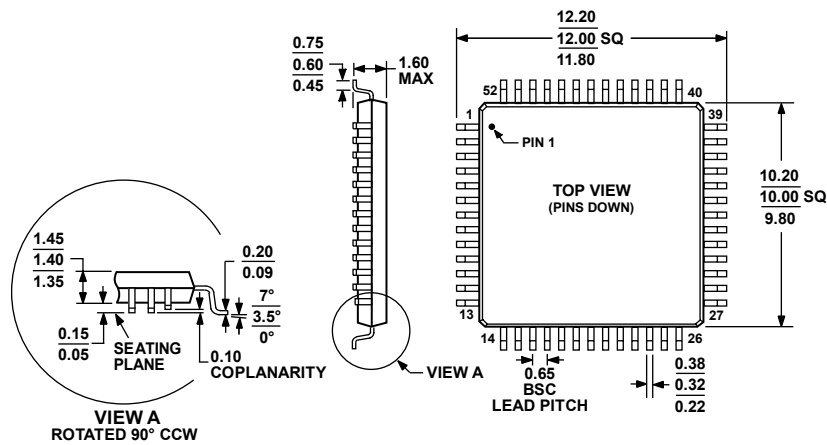 0.75
0.60
0.45
1.60
MAX
12.20
12.00 SQ
11.80
52
40
1
39
PIN 1
TOP VIEW
(PINS DOWN)
10.20
10.00 SQ
9.80
13
27
14
26
0.65
BSC
LEAD PITCH
0.38
0.32
0.22
1.45
1.40
1.35
0.20
0.09
7°
3.5°
0°
0.15
0.05
SEATING
PLANE
0.10
COPLANARITY
VIEW A
VIEW A
ROTATED 90° CCW